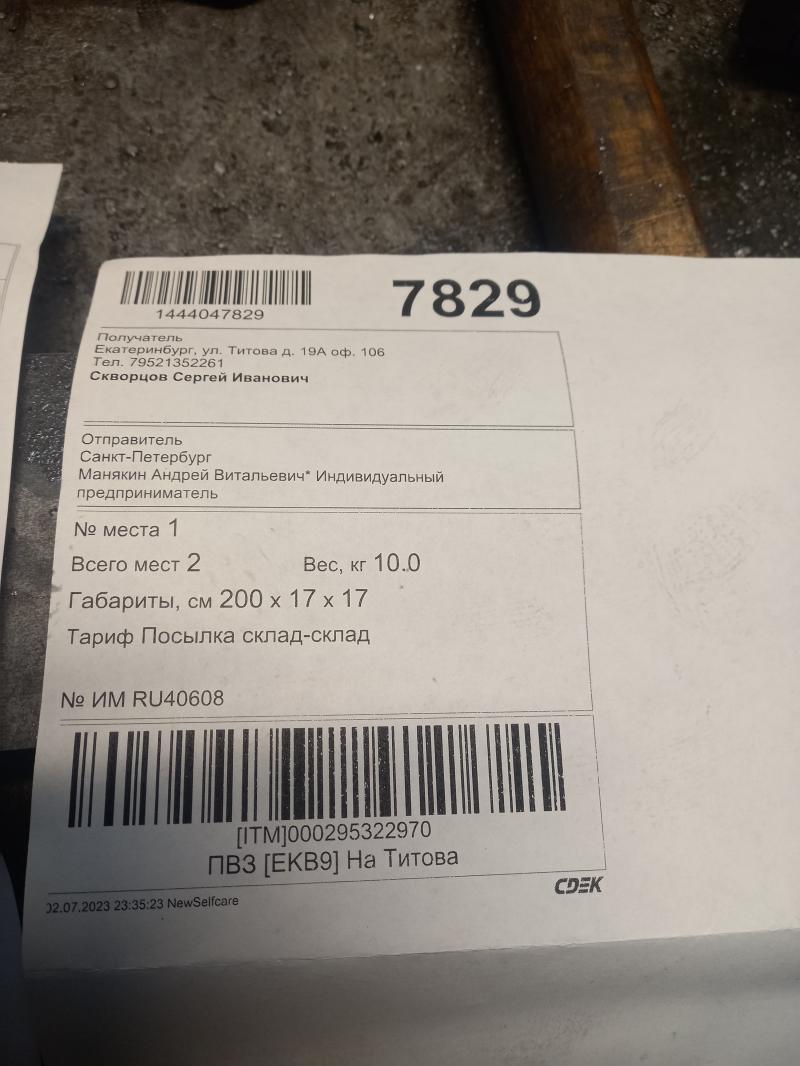 1444047829
7829
Получатель
Екатеринбург, ул. Титова д. 19А оф. 106
Тел. 79521352261
Скворцов Сергей Иванович
Отправитель
Санкт-Петербург
Манякин Андрей Витальевич* Индивидуальный
предприниматель
№ места 1
Всего мест 2 Вес, кг 10.0
Габариты, см 200 x 17 x 17
Тариф Посылка склад-склад
№ ИМ RU40608
[ITM]000295322970
ПВЗ [EKB9] На Титова
CDEK
02.07.2023 23:35:23 NewSelfcare